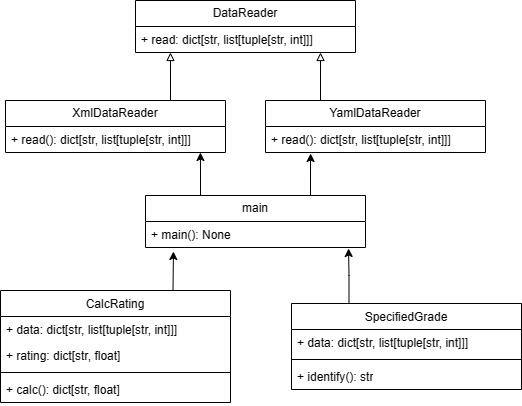 DataReader
+ read: dict[str, list[tuple[str, int]]]
XmlDataReader
+ read(): dict[str, list[tuple[str, int]]]
YamlDataReader
+ read(): dict[str, list[tuple[str, int]]]
main
+ main(): None
CalcRating
+ data: dict[str, list[tuple[str, int]]]
+ rating: dict[str, float]
+ calc(): dict[str, float]
SpecifiedGrade
+ data: dict[str, list[tuple[str, int]]]
+ identify(): str